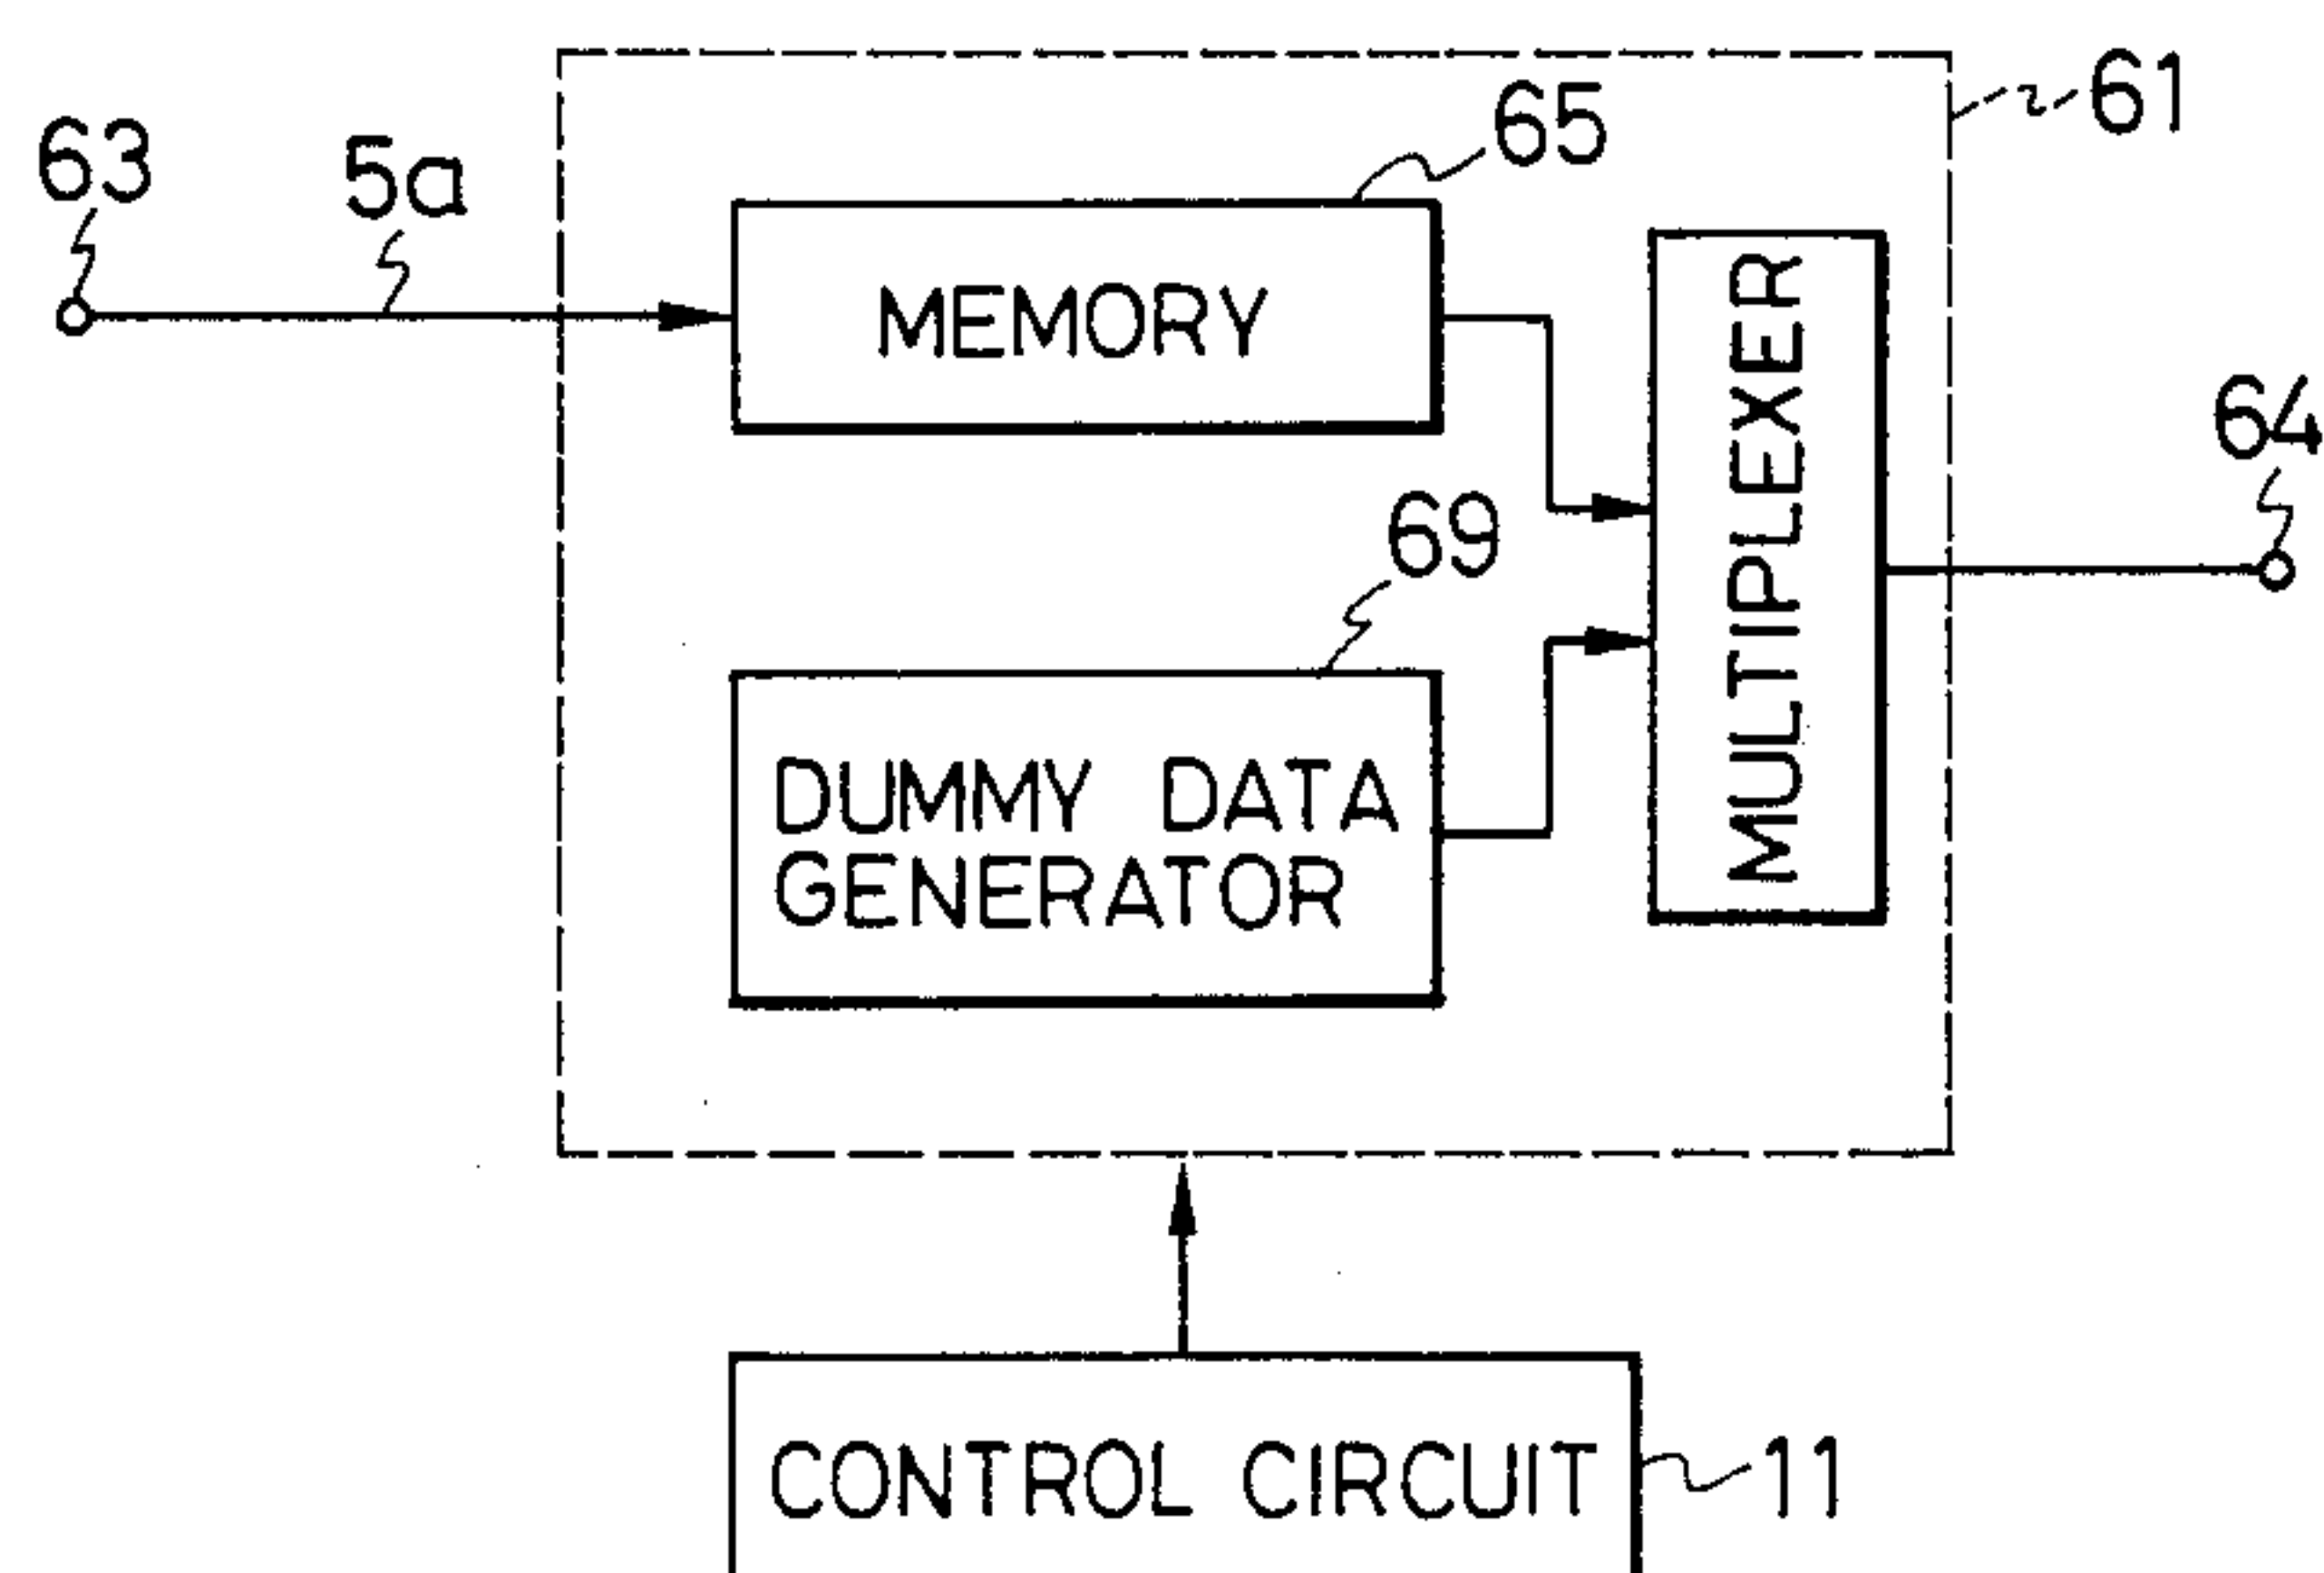 61
65
63
5a
MEMORY
MULTIPLEXER
64
69
DUMMY DATA
GENERATOR
CONTROL CIRCUIT
11